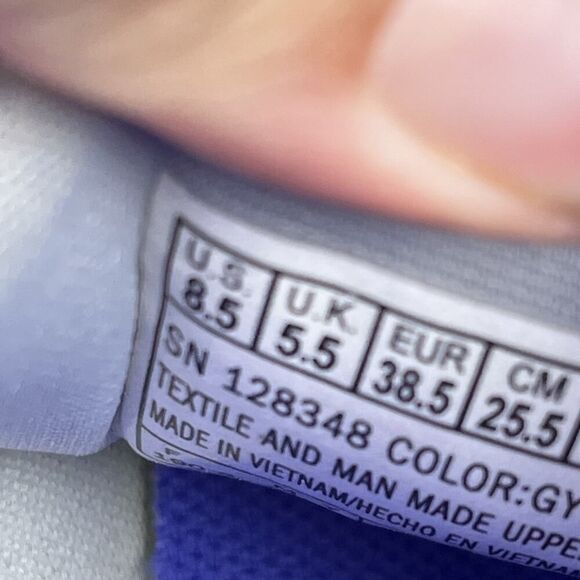 U.S. U.K. EUR CM
8.5 5.5 38.5 25.5
SN 128348 COLOR:GY
TEXTILE AND MAN MADE UPPE
MADE IN VIETNAM/HECHO EN VIETNAM